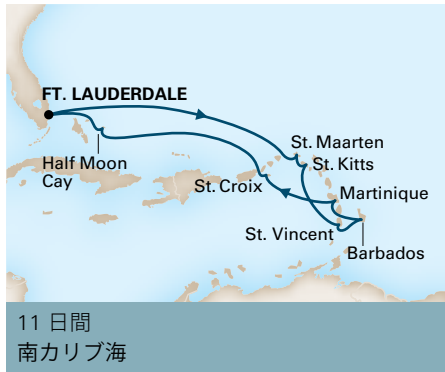 FT. LAUDERDALE
St. Maarten
St. Kitts
Half Moon
Cay
St. Croix
Martinique
St. Vincent
Barbados
11 日間
南カリブ海